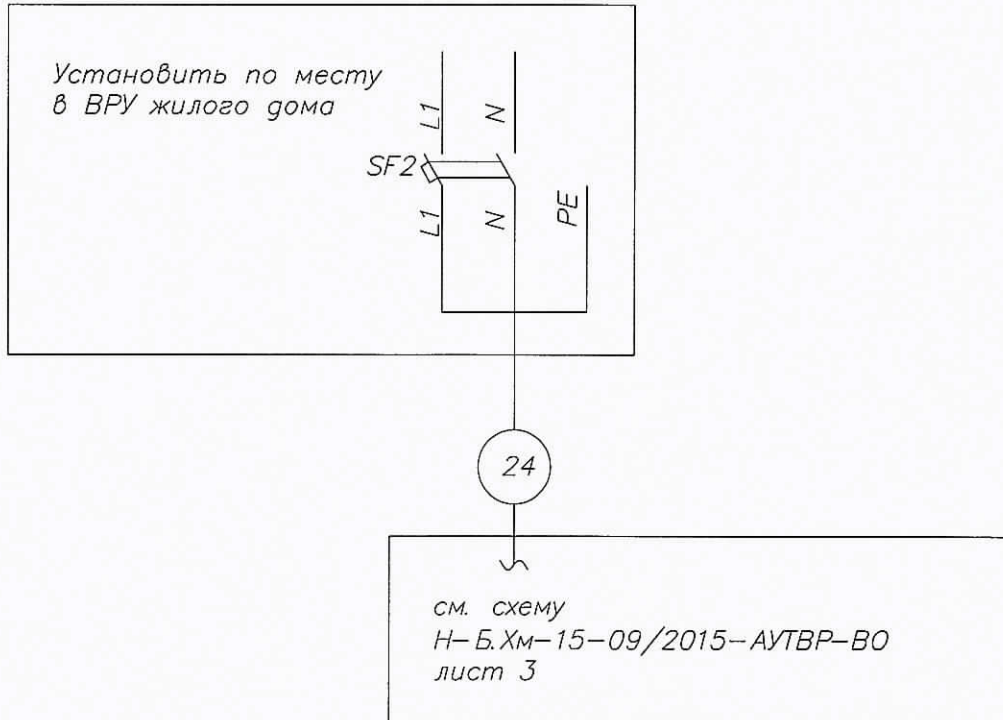 Установить по месту
в ВРУ жилого дома
L1
N
SF2
L1
N
PE
24
см. схему
Н-Б.Хм-15-09/2015-АУТВР-ВО
лист 3